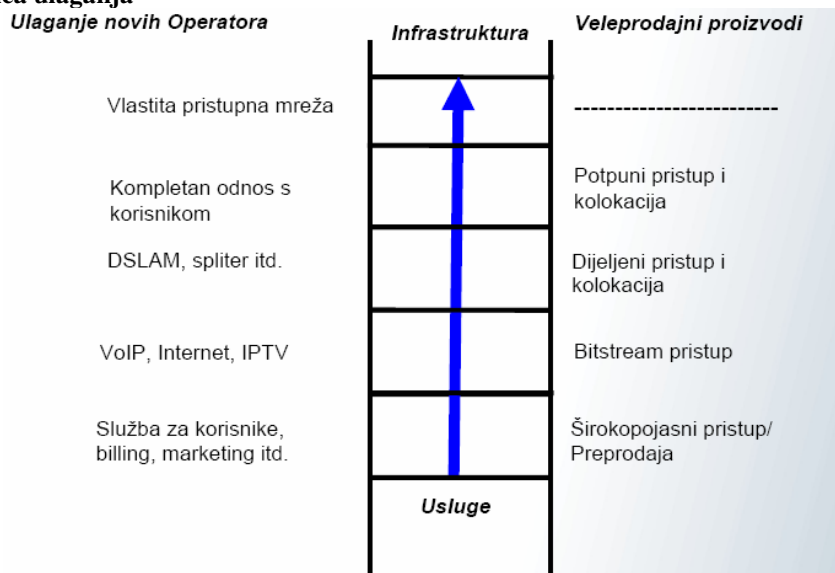 ulaganja
Ulaganje novih Operatora
Infrastruktura
Veleprodajni proizvodi
Vlastita pristupna mreža
-------------------------
Kompletan odnos s
korisnikom
Potpuni pristup i
kolokacija
DSLAM, spliter itd.
Dijeljeni pristup i
kolokacija
VoIP, Internet, IPTV
Bitstream pristup
Služba za korisnike,
billing, marketing itd.
Širokopojasni pristup/
Preprodaja
Usluge